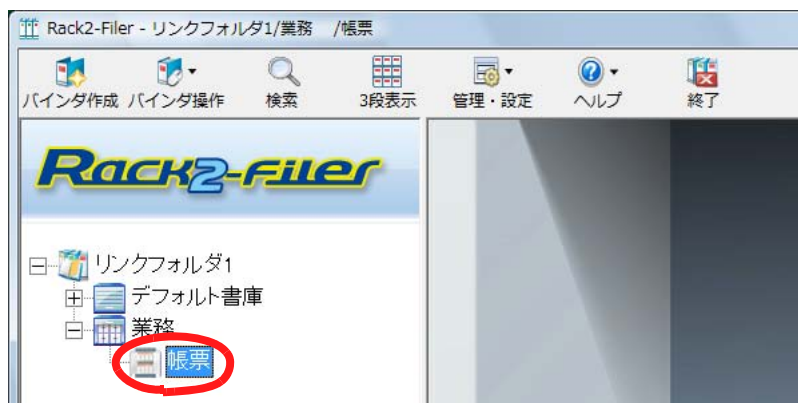 Rack2-Filer - リンクフォルダ1/業務 /帳票
バインダ作成 バインダ操作 検索 3段表示 管理・設定 ヘルプ 終了
Rack2-Filer
リンクフォルダ1
デフォルト書庫
業務
帳票